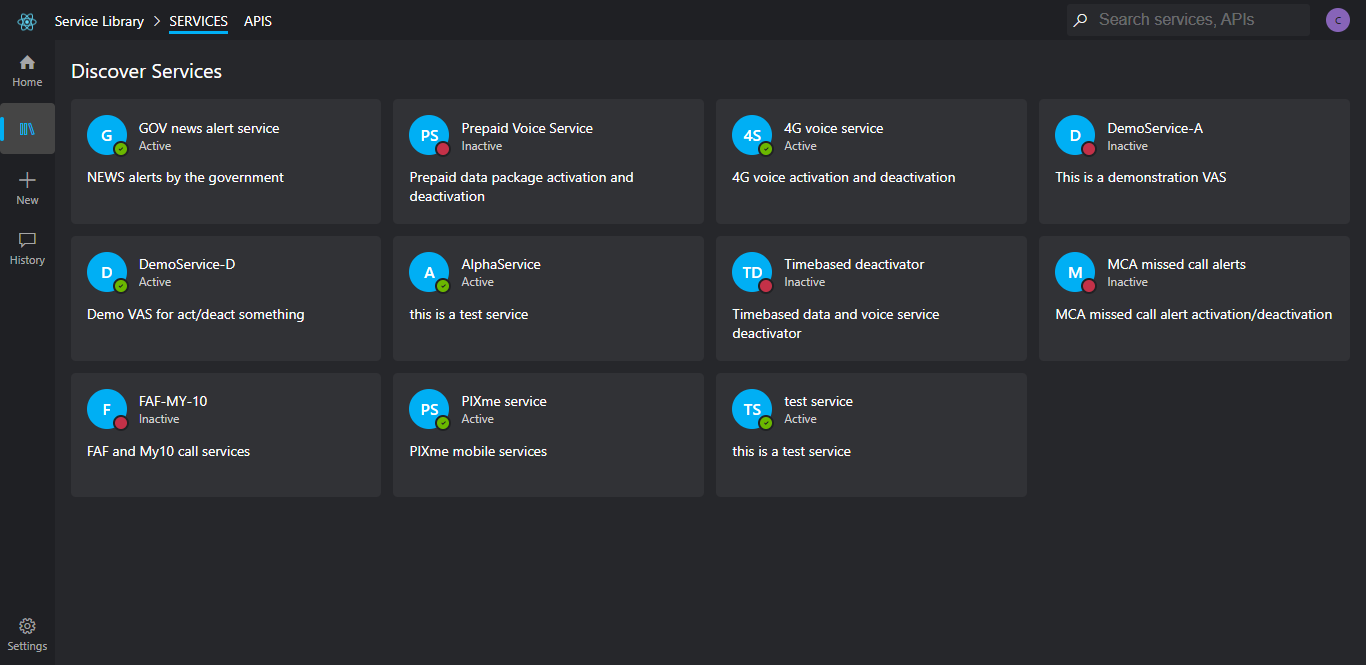 Service Library > SERVICES APIS
Search services, APIs
C
Home
New
History
Settings
Discover Services
G
GOV news alert service
Active
NEWS alerts by the government
PS
Prepaid Voice Service
Inactive
Prepaid data package activation and
deactivation
4S
4G voice service
Active
4G voice activation and deactivation
D
DemoService-A
Inactive
This is a demonstration VAS
D
DemoService-D
Active
Demo VAS for act/deact something
A
AlphaService
Active
this is a test service
TD
Timebased deactivator
Inactive
Timebased data and voice service
deactivator
M
MCA missed call alerts
Inactive
MCA missed call alert activation/deactivation
F
FAF-MY-10
Inactive
FAF and My10 call services
PS
PIXme service
Active
PIXme mobile services
TS
test service
Active
this is a test service